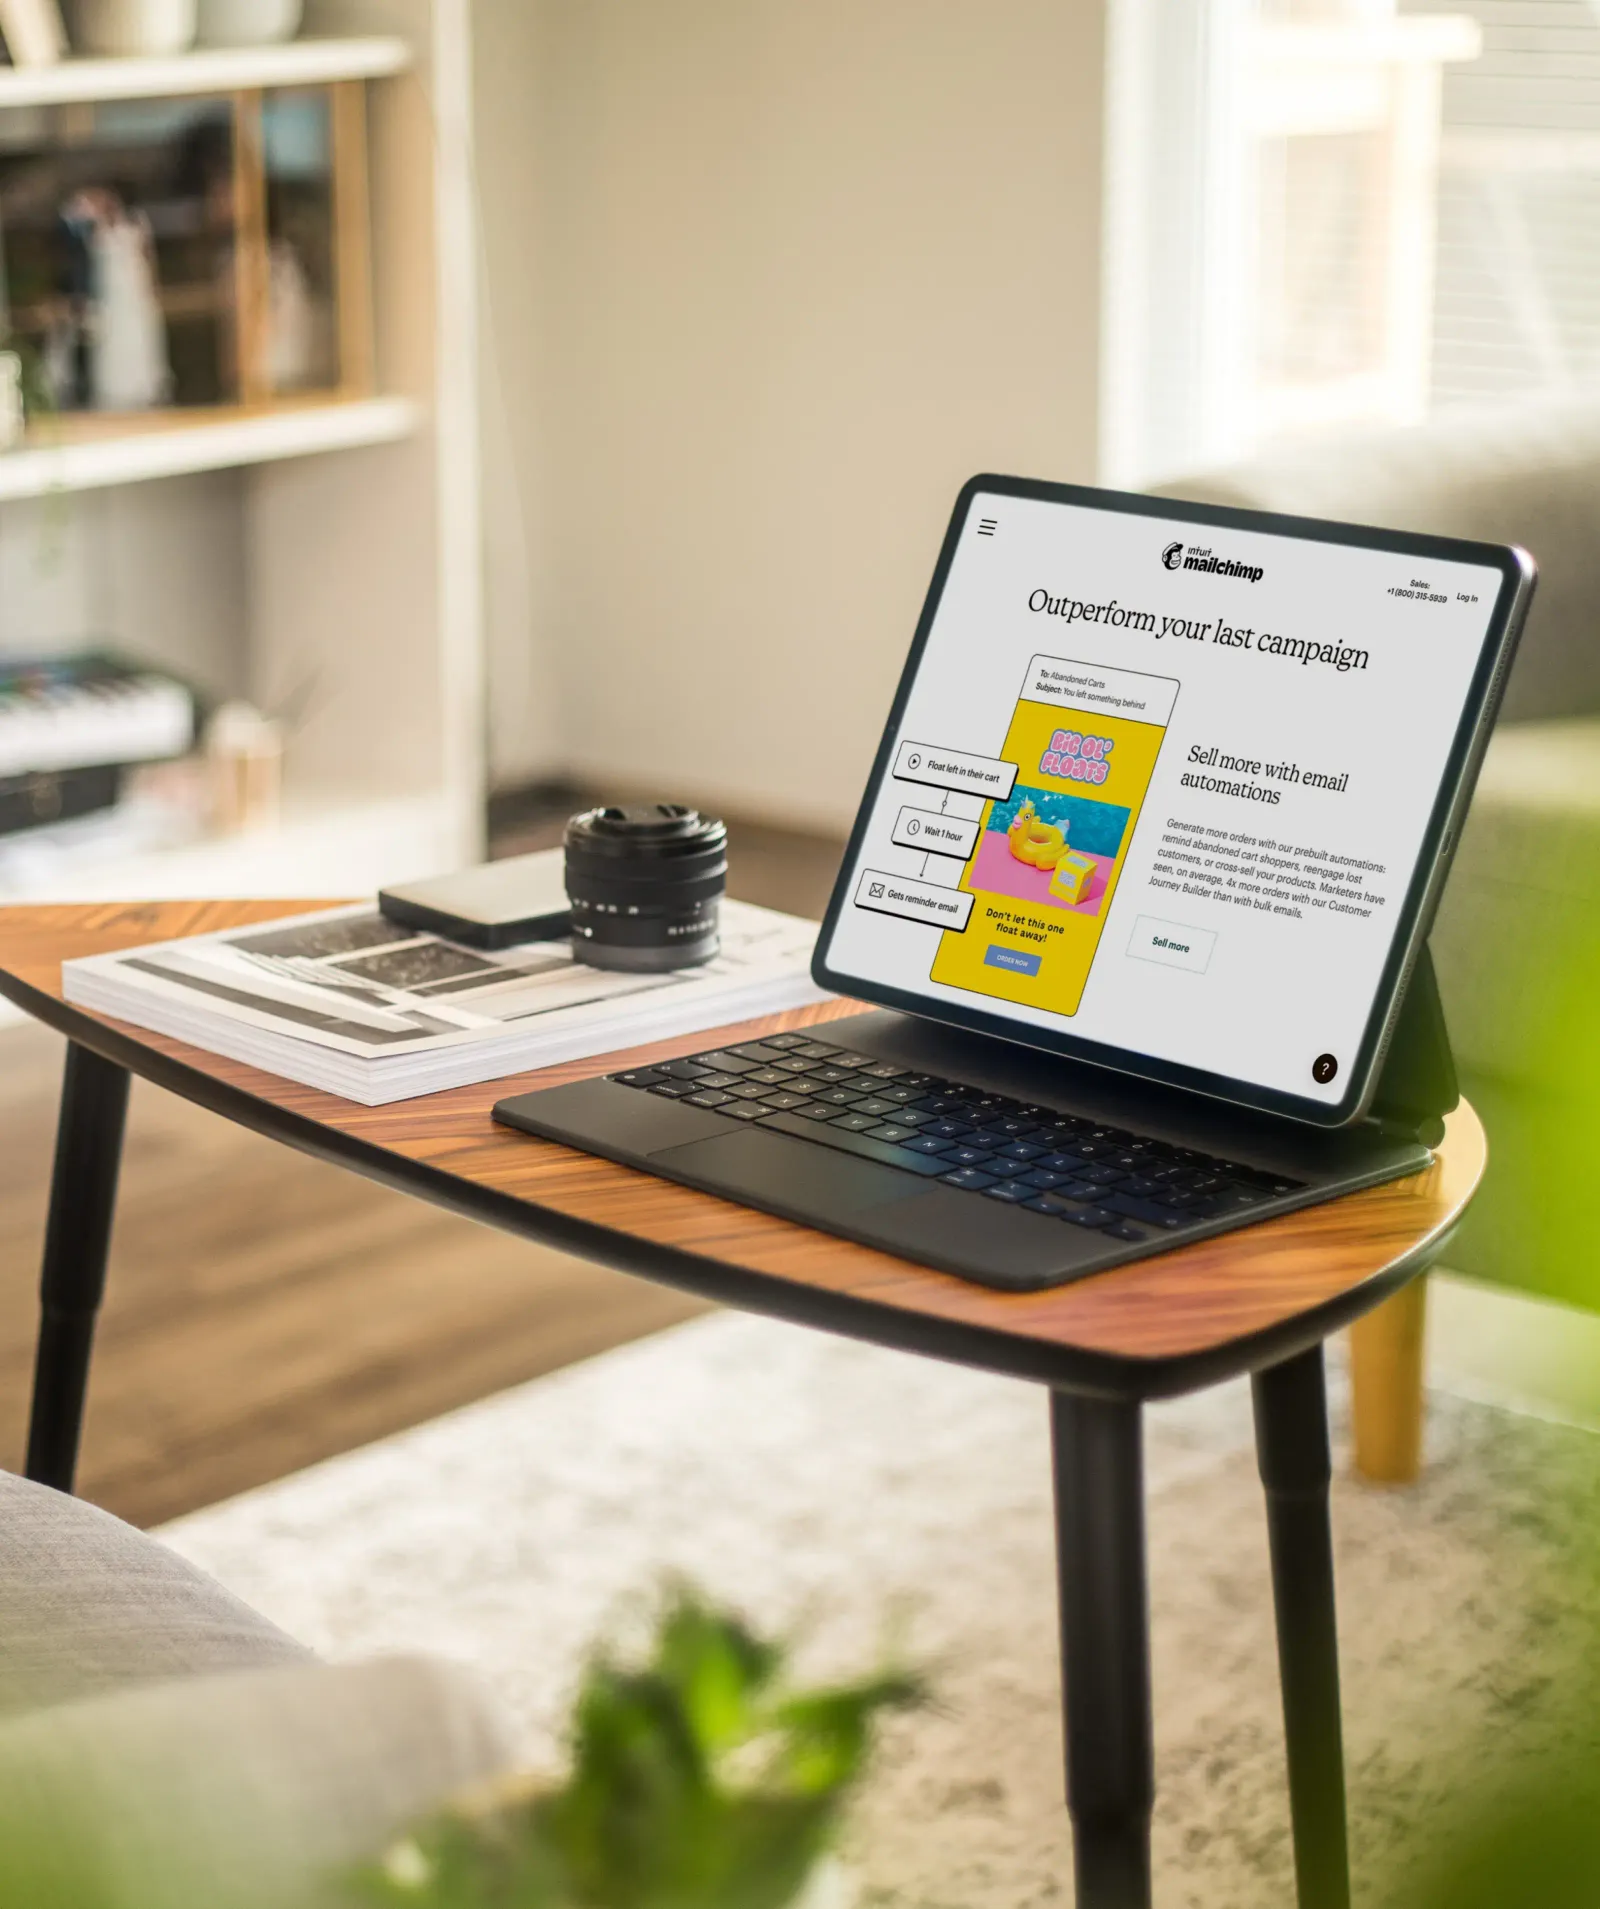 intuit
mailchimp
Sales:
+1 (800) 315-5939
Log In
Outperform your last campaign
To: Abandoned Carts
Subject: You left something behind
BIG OL'
FLOATS
Float left in their cart
Wait 1 hour
Gets reminder email
Don't let this one
float away!
ORDER NOW
Sell more with email
automations
Generate more orders with our prebuilt automations:
remind abandoned cart shoppers, reengage lost
customers, or cross-sell your products. Marketers have
seen, on average, 4x more orders with our Customer
Journey Builder than with bulk emails.
Sell more
?